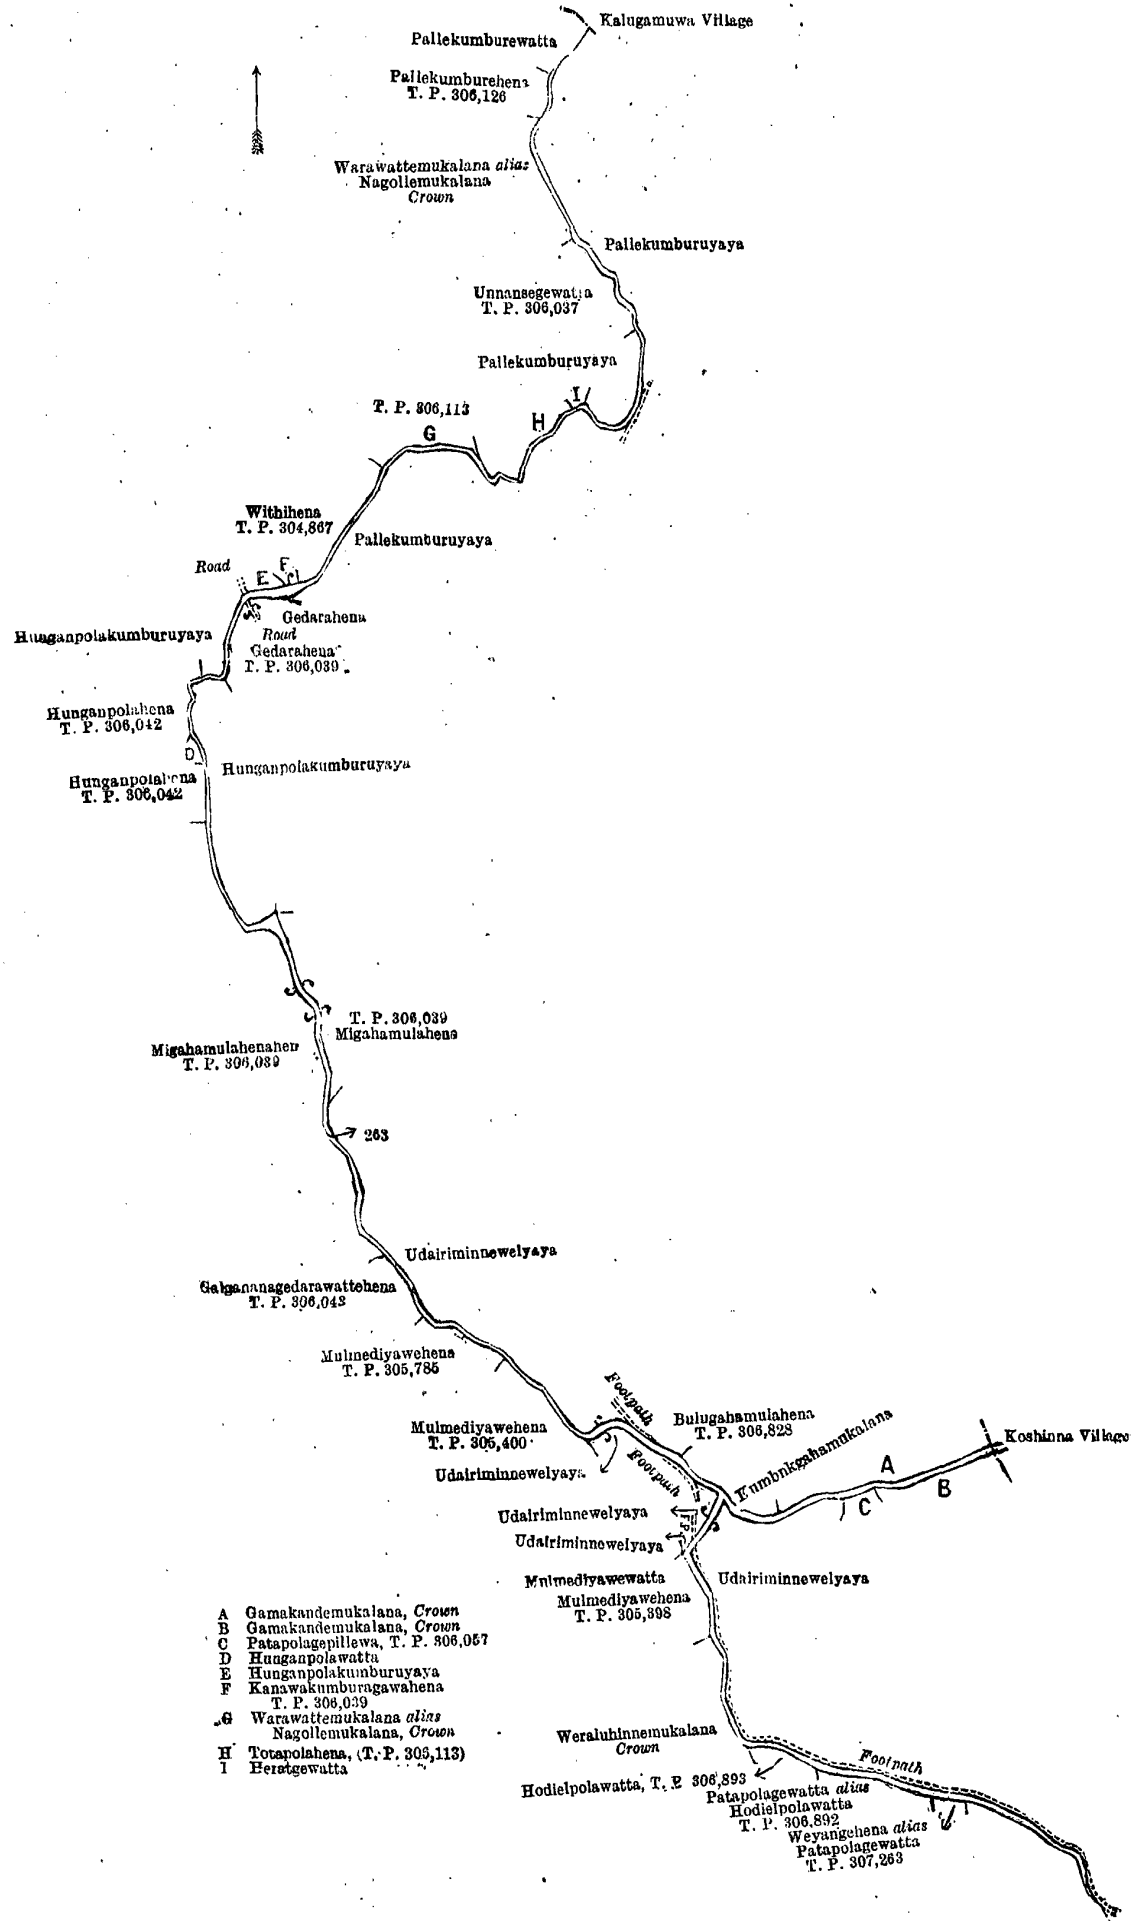 Kalugamuwa Village
Pallekumburewatta
Pallekumburehena
T. P. 306,126
Warawattemukalana alias
Nagollemukalana
Crown
Pallekumburuyaya
Unnansegewatta
T. P. 306,037
Pallekumburuyaya
I
T. P. 306,113
H
G
Withihena
T. P. 304,867
Pallekumburuyaya
Road
F
E
Gedarahena
Hunganpolakumburuyaya
Road
Gedarahena
T. P. 306,039
Hunganpolahena
T. P. 306,042
D
Hunganpolakumburuyaya
Hunganpolahena
T. P. 306,042
T. P. 306,039
Migahamulahena
Migahamulahenahen
T. P. 306,039
263
Udairiminnewelyaya
Galgananagedarawattehena
T. P. 306,043
Mulmediyawehena
T. P. 305,785
Footpath
Bulugahamulahena
T. P. 306,828
Mulmediyawehena
T. P. 305,400
Koshinna Village
Udairiminnewelyaya
Footpath
A
B
C
Udairiminnewelyaya
F P
Udairiminnewelyaya
Mulmediyawewatta
Udairiminnewelyaya
Mulmediyawehena
T. P. 305,398
A Gamakandemukalana, Crown
B Gamakandemukalana, Crown
C Patapolagepillewa, T. P. 306,057
D Hunganpolawatta
E Hunganpolakumburuyaya
F Kanawakumburagawahena
T. P. 306,039
G Warawattemukalana alias
Nagollemukalana, Crown
H Totapolahena, (T. P. 306,113)
I Heratgewatta
Weraluhinnemukalana
Crown
Footpath
Hodielpolawatta, T. P. 306,893
Patapolagewatta alias
Hodielpolawatta
T. P. 306,892
Weyangehena alias
Patapolagewatta
T. P. 307,263